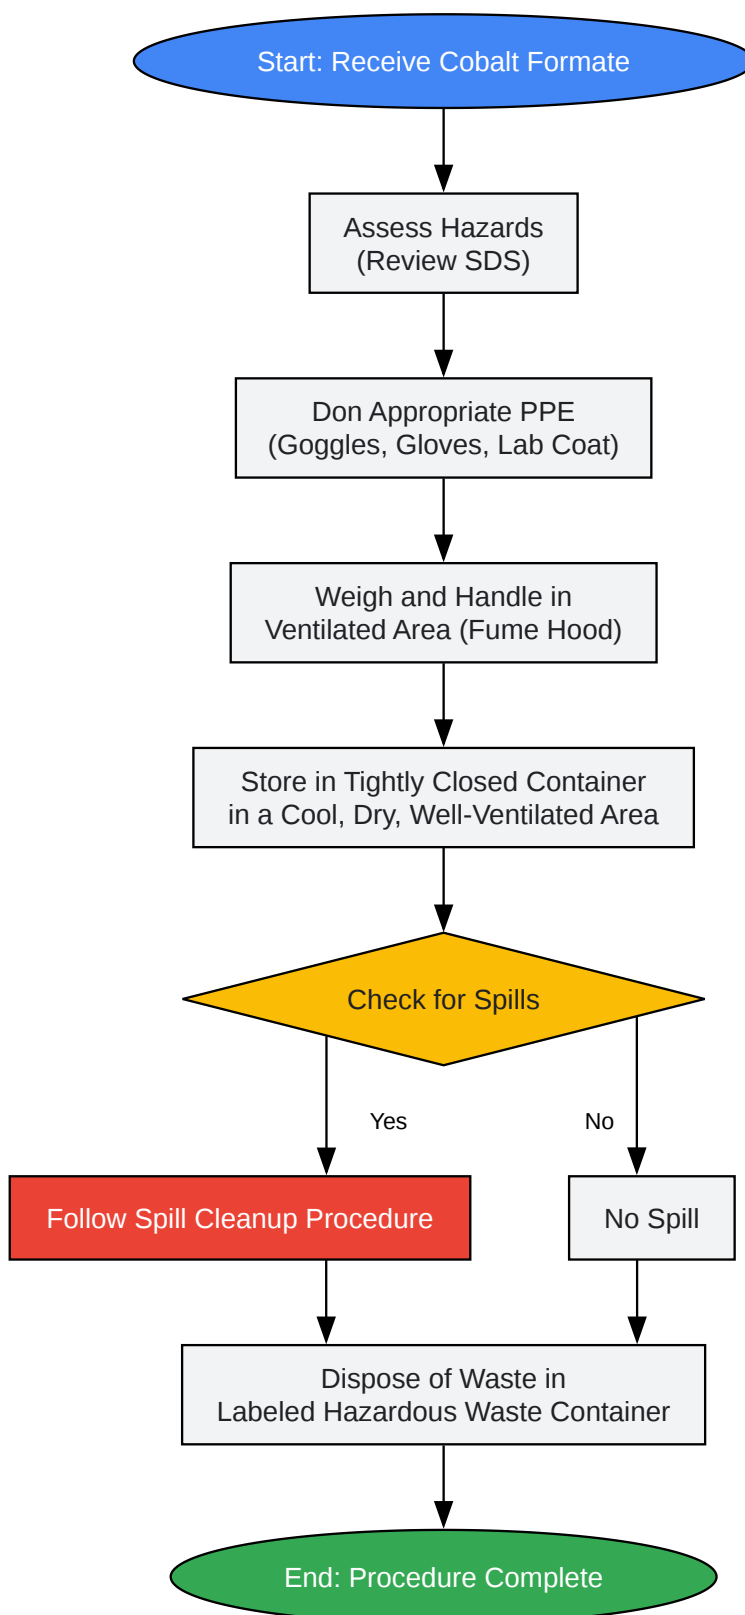 Start: Receive Cobalt Formate
Assess Hazards
(Review SDS)
Don Appropriate PPE
(Goggles, Gloves, Lab Coat)
Weigh and Handle in
Ventilated Area (Fume Hood)
Store in Tightly Closed Container
in a Cool, Dry, Well-Ventilated Area
Check for Spills
Yes
No
Follow Spill Cleanup Procedure
No Spill
Dispose of Waste in
Labeled Hazardous Waste Container
End: Procedure Complete